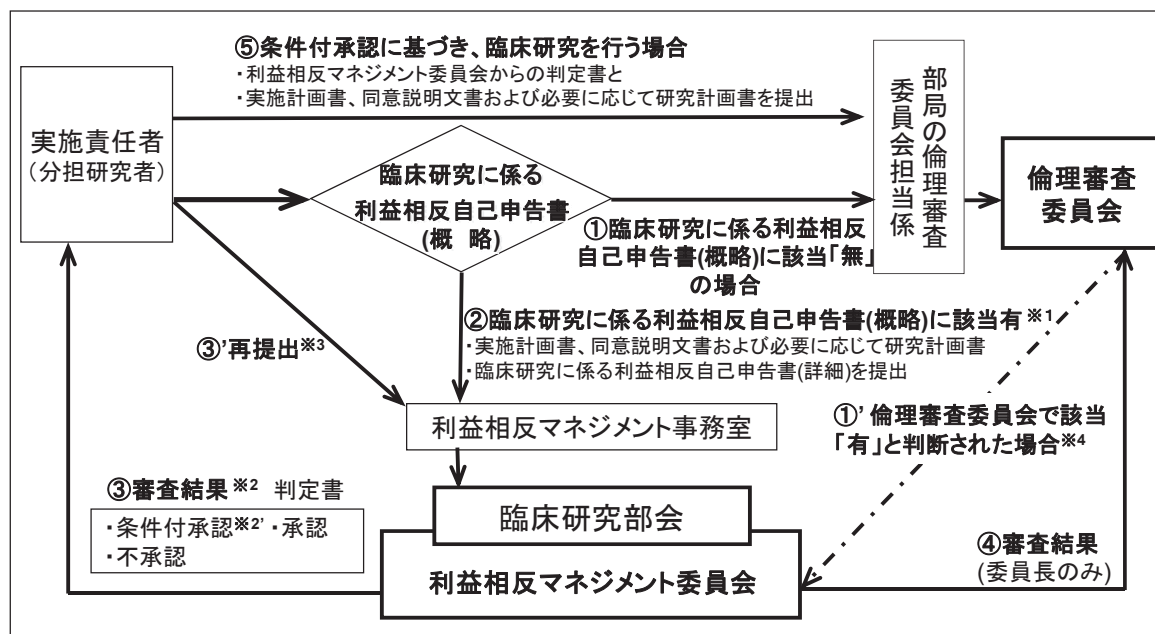 ⑤条件付承認に基づき、臨床研究を行う場合
・利益相反マネジメント委員会からの判定書と
・実施計画書、同意説明文書および必要に応じて研究計画書を提出
実施責任者
(分担研究者)
臨床研究に係る
利益相反自己申告書
(概 略)
部局の倫理審査
委員会担当係
倫理審査
委員会
①臨床研究に係る利益相反
自己申告書(概略)に該当「無」
の場合
②臨床研究に係る利益相反自己申告書(概略)に該当有※1
・実施計画書、同意説明文書および必要に応じて研究計画書
・臨床研究に係る利益相反自己申告書(詳細)を提出
③’再提出※3
利益相反マネジメント事務室
①’倫理審査委員会で該当
「有」と判断された場合※4
③審査結果※2 判定書
・条件付承認※2’・承認
・不承認
臨床研究部会
利益相反マネジメント委員会
④審査結果
(委員長のみ)